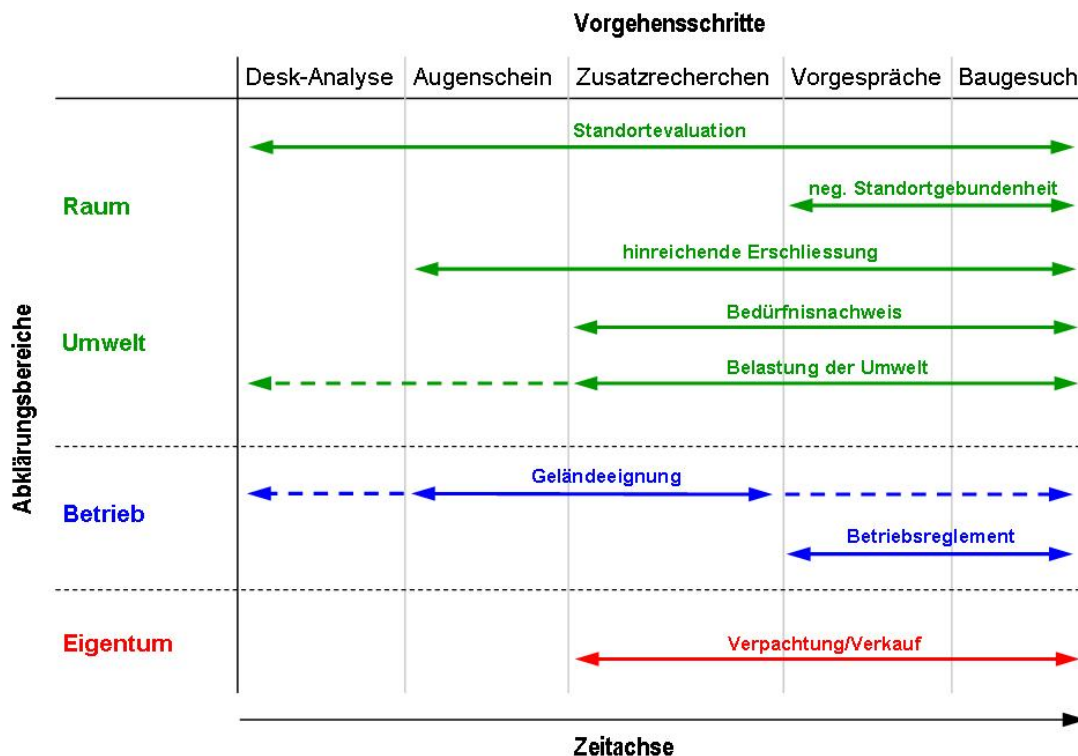 Vorgehensschritte
Desk-Analyse Augenschein Zusatzrecherchen Vorgespräche Baugesuch
Standortevaluation
neg. Standortgebundenheit
Raum
hinreichende Erschliessung
Bedürfnisnachweis
Umwelt
Belastung der Umwelt
Abklärungsbereiche
Geländeeignung
Betrieb
Betriebsreglement
Eigentum
Verpachtung/Verkauf
Zeitachse